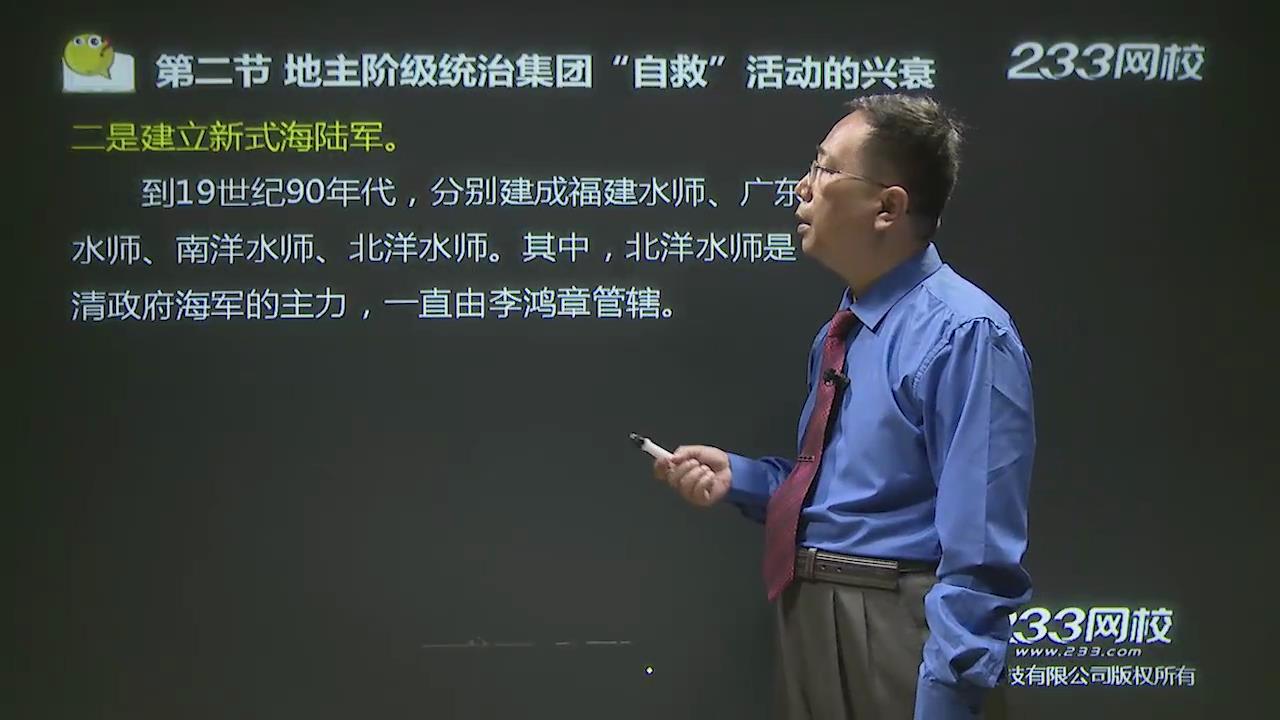 第二节 地主阶级统治集团“自救”活动的兴衰
233网校
二是建立新式海陆军。
到19世纪90年代，分别建成福建水师、广东
水师、南洋水师、北洋水师。其中，北洋水师是
清政府海军的主力，一直由李鸿章管辖。
233网校
www.233.com
技有限公司版权所有